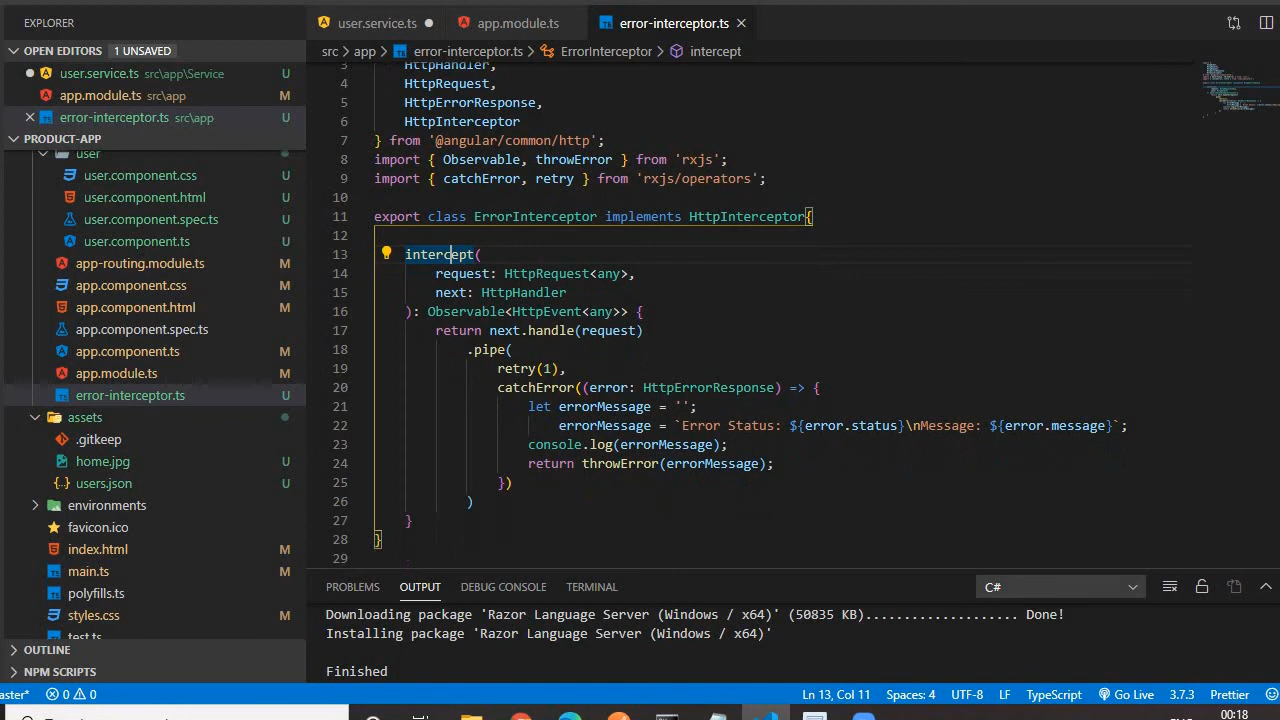 EXPLORER
OPEN EDITORS 1 UNSAVED
user.service.ts src\app\Service U
app.module.ts src\app M
error-interceptor.ts src\app U
PRODUCT-APP
user
user.component.css U
user.component.html U
user.component.spec.ts U
user.component.ts U
app-routing.module.ts M
app.component.css M
app.component.html M
app.component.spec.ts
app.component.ts M
app.module.ts M
error-interceptor.ts U
assets
.gitkeep
home.jpg U
users.json U
environments
favicon.ico
index.html M
main.ts M
polyfills.ts
styles.css M
test.ts
OUTLINE
NPM SCRIPTS
user.service.ts app.module.ts error-interceptor.ts
src > app > error-interceptor.ts > ErrorInterceptor > intercept
3 HttpHandler,
4 HttpRequest,
5 HttpErrorResponse,
6 HttpInterceptor
7 } from '@angular/common/http';
8 import { Observable, throwError } from 'rxjs';
9 import { catchError, retry } from 'rxjs/operators';
10
11 export class ErrorInterceptor implements HttpInterceptor{
12
13 intercept(
14 request: HttpRequest<any>,
15 next: HttpHandler
16 ): Observable<HttpEvent<any>> {
17 return next.handle(request)
18 .pipe(
19 retry(1),
20 catchError((error: HttpErrorResponse) => {
21 let errorMessage = '';
22 errorMessage = `Error Status: ${error.status}\nMessage: ${error.message}`;
23 console.log(errorMessage);
24 return throwError(errorMessage);
25 })
26 )
27 }
28 }
29
PROBLEMS OUTPUT DEBUG CONSOLE TERMINAL C#
Downloading package 'Razor Language Server (Windows / x64)' (50835 KB).................... Done!
Installing package 'Razor Language Server (Windows / x64)'
Finished
aster* 0 0 Ln 13, Col 11 Spaces: 4 UTF-8 LF TypeScript Go Live 3.7.3 Prettier
00:18